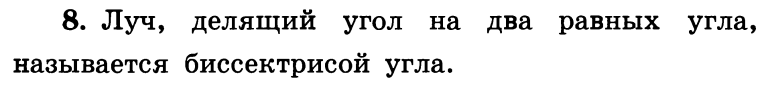 8. Луч, делящий угол на два равных угла,
называется биссектрисой угла.